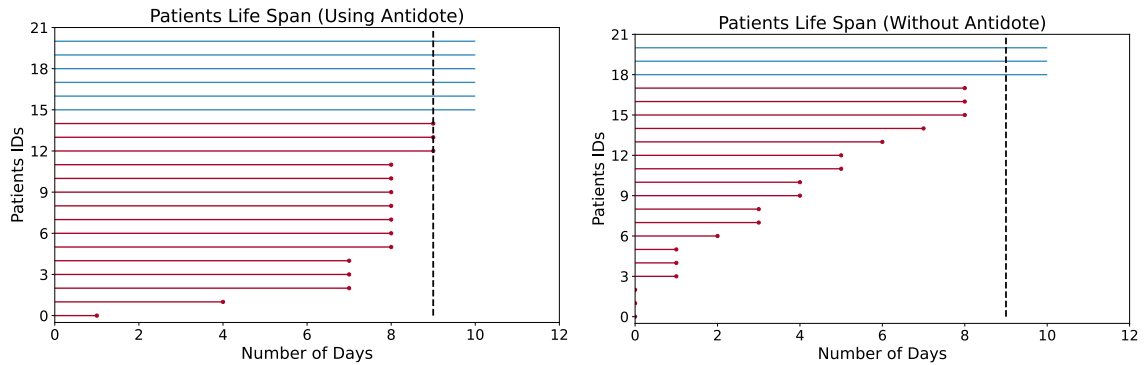 Patients Life Span (Using Antidote)
21
18
15
12
9
6
3
0
Patients IDs
0 2 4 6 8 10 12
Number of Days
Patients Life Span (Without Antidote)
21
18
15
12
9
6
3
0
Patients IDs
0 2 4 6 8 10 12
Number of Days